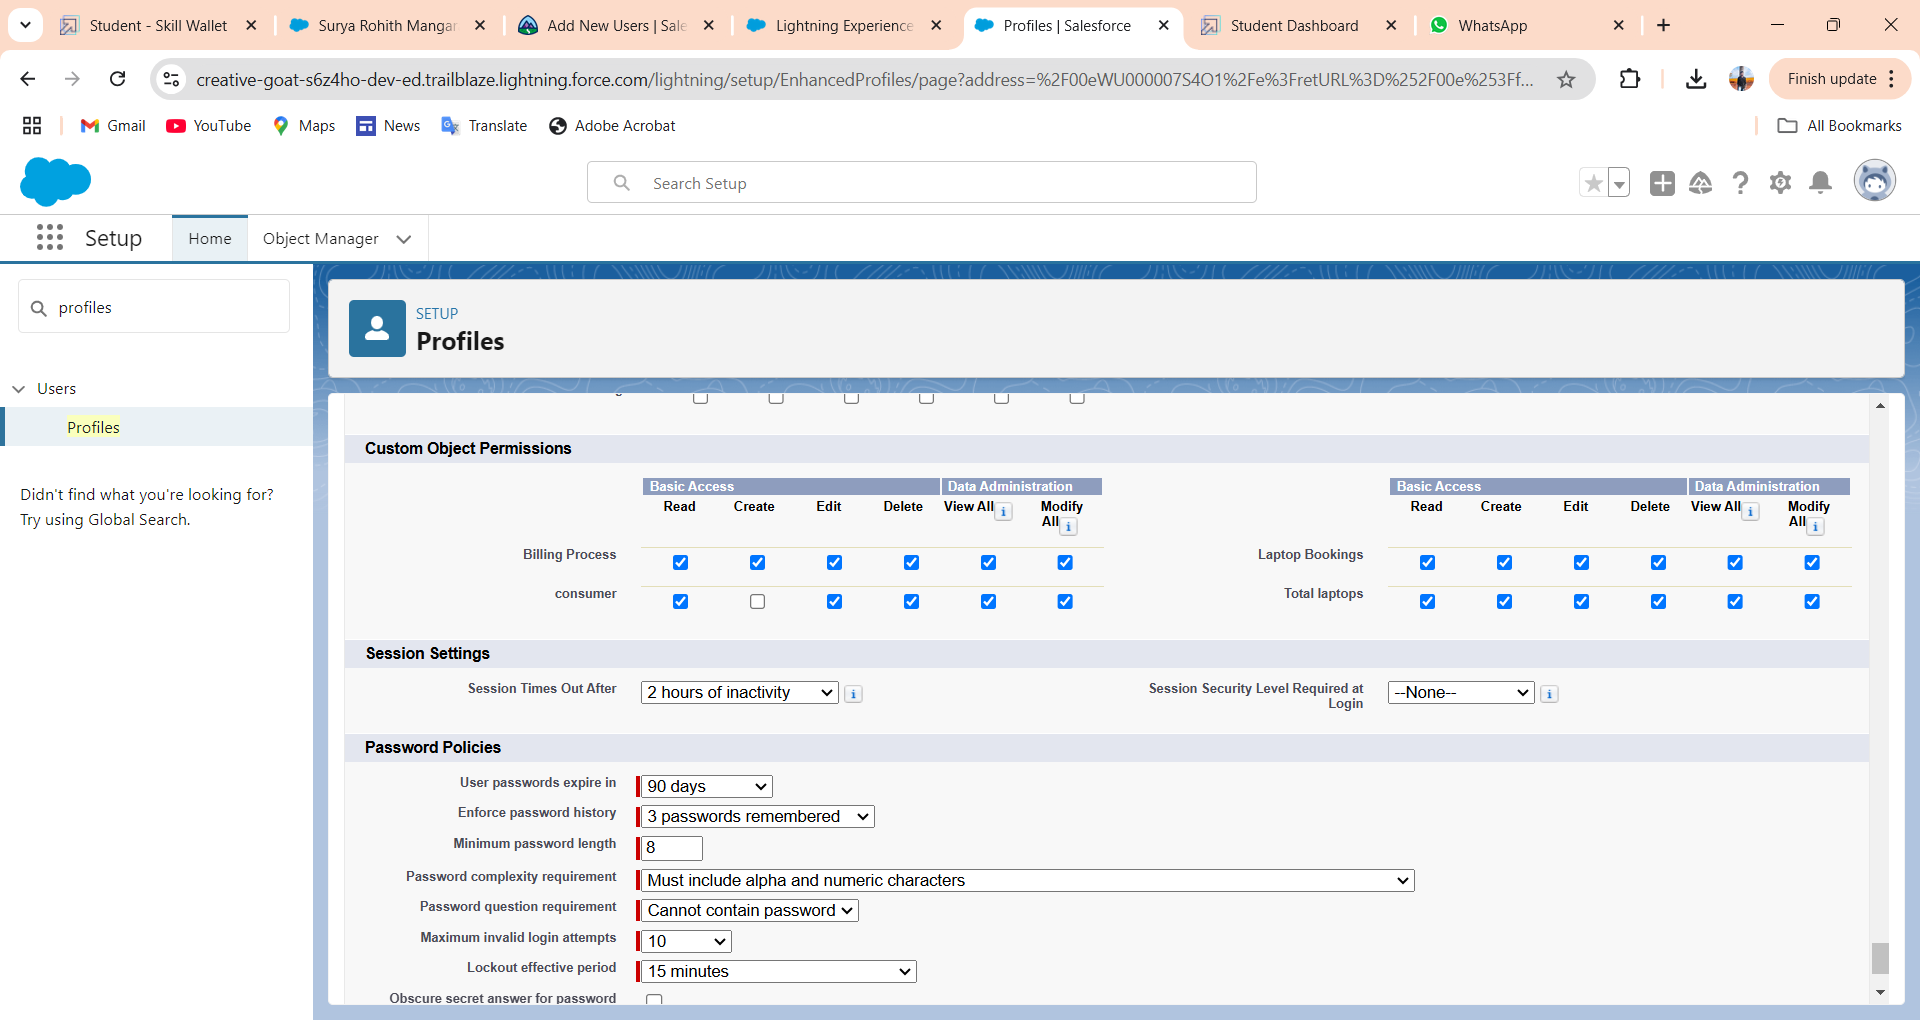 Student - Skill Wallet
Surya Rohith Mangar
Add New Users | Sale
Lightning Experience
Profiles | Salesforce
Student Dashboard
WhatsApp
creative-goat-s6z4ho-dev-ed.trailblaze.lightning.force.com/lightning/setup/EnhancedProfiles/page?address=%2F00eWU000007S4O1%2Fe%3FretURL%3D%252F00e%253Ff...
Finish update
Gmail
YouTube
Maps
News
Translate
Adobe Acrobat
All Bookmarks
Search Setup
Setup
Home
Object Manager
profiles
Users
Profiles
Didn't find what you're looking for?
Try using Global Search.
SETUP
Profiles
Custom Object Permissions
Basic Access Data Administration
Read Create Edit Delete View All Modify All
Billing Process
consumer
Basic Access Data Administration
Read Create Edit Delete View All Modify All
Laptop Bookings
Total laptops
Session Settings
Session Times Out After 2 hours of inactivity
Session Security Level Required at
Login
--None--
Password Policies
User passwords expire in 90 days
Enforce password history 3 passwords remembered
Minimum password length 8
Password complexity requirement Must include alpha and numeric characters
Password question requirement Cannot contain password
Maximum invalid login attempts 10
Lockout effective period 15 minutes
Obscure secret answer for password